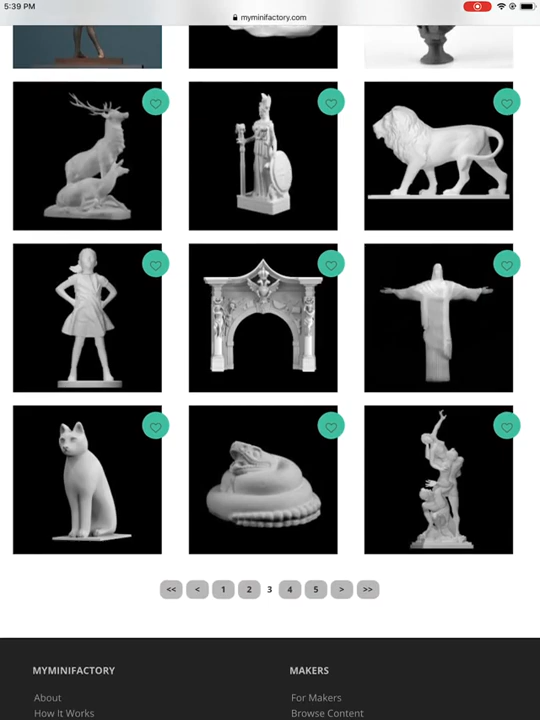 5:39 PM
myminifactory.com
<< < 1 2 3 4 5 > >>
MYMINIFACTORY
MAKERS
About
For Makers
How It Works
Browse Content